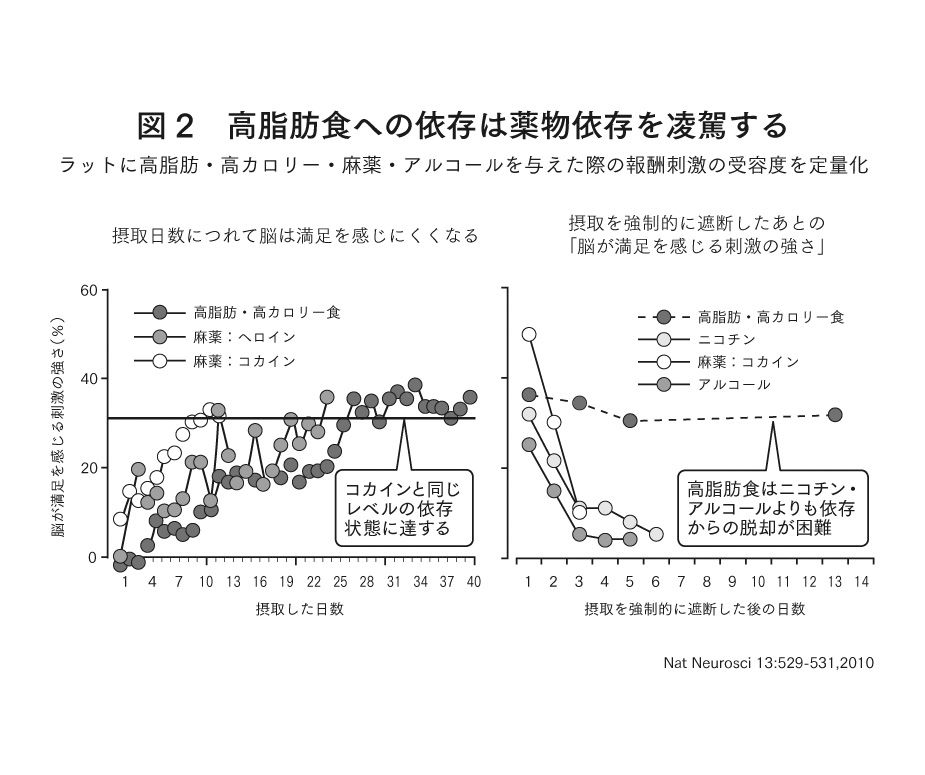 図2 高脂肪食への依存は薬物依存を凌駕する
ラットに高脂肪・高カロリー・麻薬・アルコールを与えた際の報酬刺激の受容度を定量化
摂取日数につれて脳は満足を感じにくくなる
脳が満足を感じる刺激の強さ(%)
60
40
20
0
高脂肪・高カロリー食
麻薬:ヘロイン
麻薬:コカイン
コカインと同じ
レベルの依存
状態に達する
1 4 7 10 13 16 19 22 25 28 31 34 37 40
摂取した日数
摂取を強制的に遮断したあとの
「脳が満足を感じる刺激の強さ」
高脂肪・高カロリー食
ニコチン
麻薬:コカイン
アルコール
高脂肪食はニコチン・
アルコールよりも依存
からの脱却が困難
1 2 3 4 5 6 7 8 9 10 11 12 13 14
摂取を強制的に遮断した後の日数
Nat Neurosci 13:529-531,2010